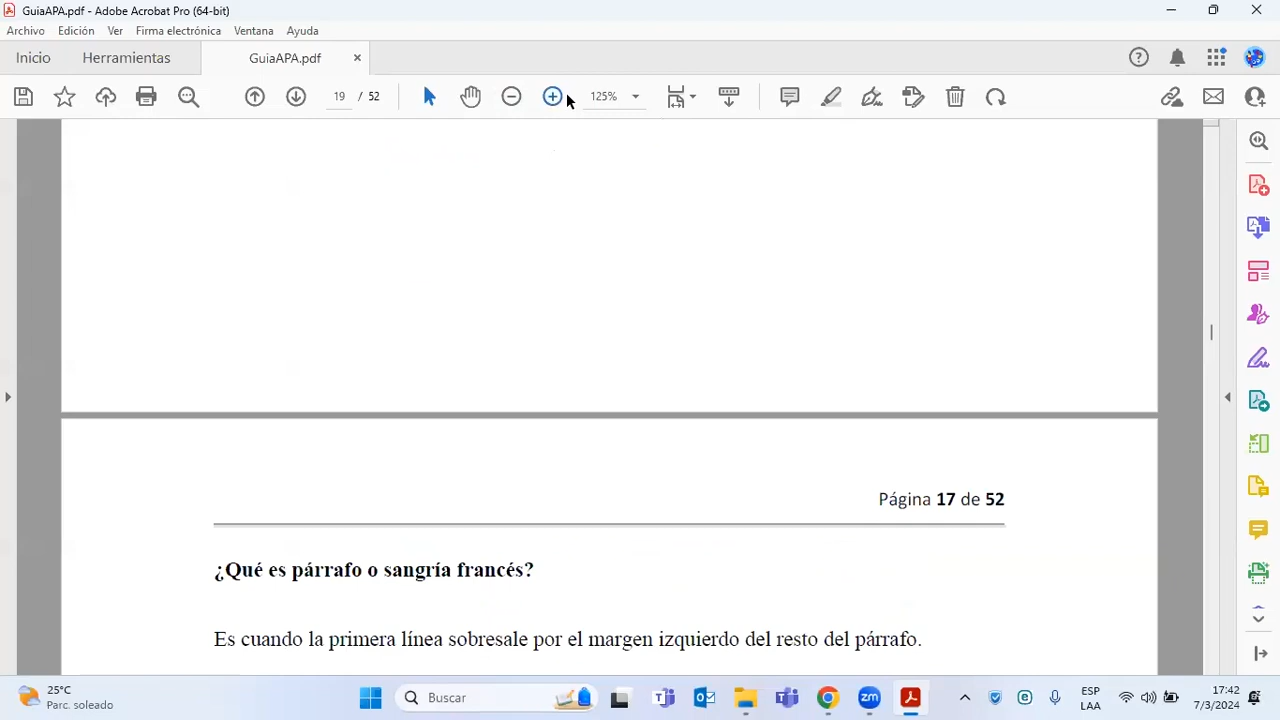 GuiaAPA.pdf - Adobe Acrobat Pro (64-bit)
Archivo Edición Ver Firma electrónica Ventana Ayuda
Inicio Herramientas GuiaAPA.pdf
19 / 52 125%
Página 17 de 52
¿Qué es párrafo o sangría francés?
Es cuando la primera línea sobresale por el margen izquierdo del resto del párrafo.
25°C
Parc. soleado
Buscar
ESP
LAA
17:42
7/3/2024